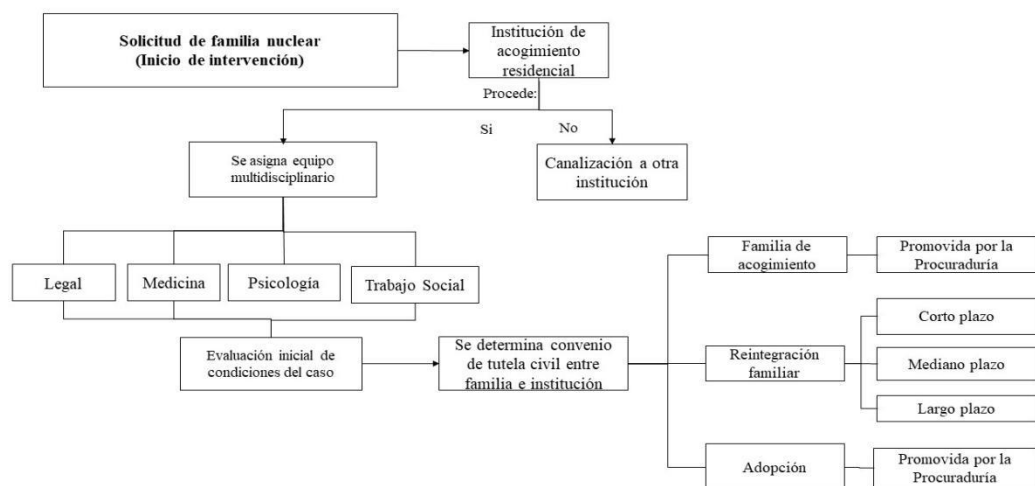 Solicitud de familia nuclear
(Inicio de intervención)
Institución de
acogimiento
residencial
Procede:
Si
No
Se asigna equipo
multidisciplinario
Canalización a otra
institución
Legal
Medicina
Psicología
Trabajo Social
Evaluación inicial de
condiciones del caso
Se determina convenio
de tutela civil entre
familia e institución
Familia de
acogimiento
Promovida por la
Procuraduría
Reintegración
familiar
Corto plazo
Mediano plazo
Largo plazo
Adopción
Promovida por la
Procuraduría